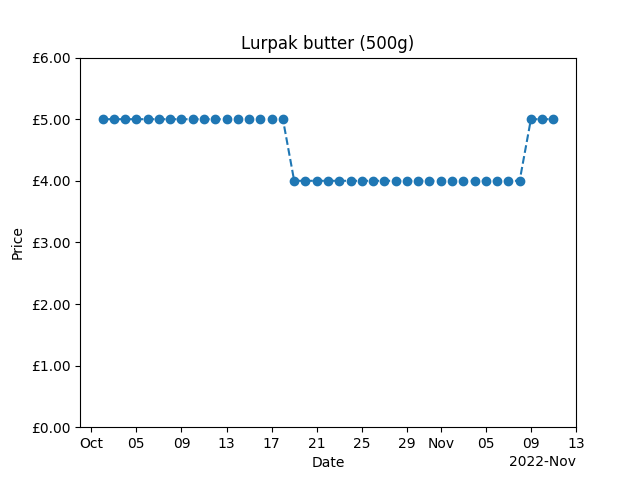 Lurpak butter (500g)
£6.00
£5.00
£4.00
£3.00
£2.00
£1.00
£0.00
Price
Oct 05 09 13 17 21 25 29 Nov 05 09 13
Date
2022-Nov